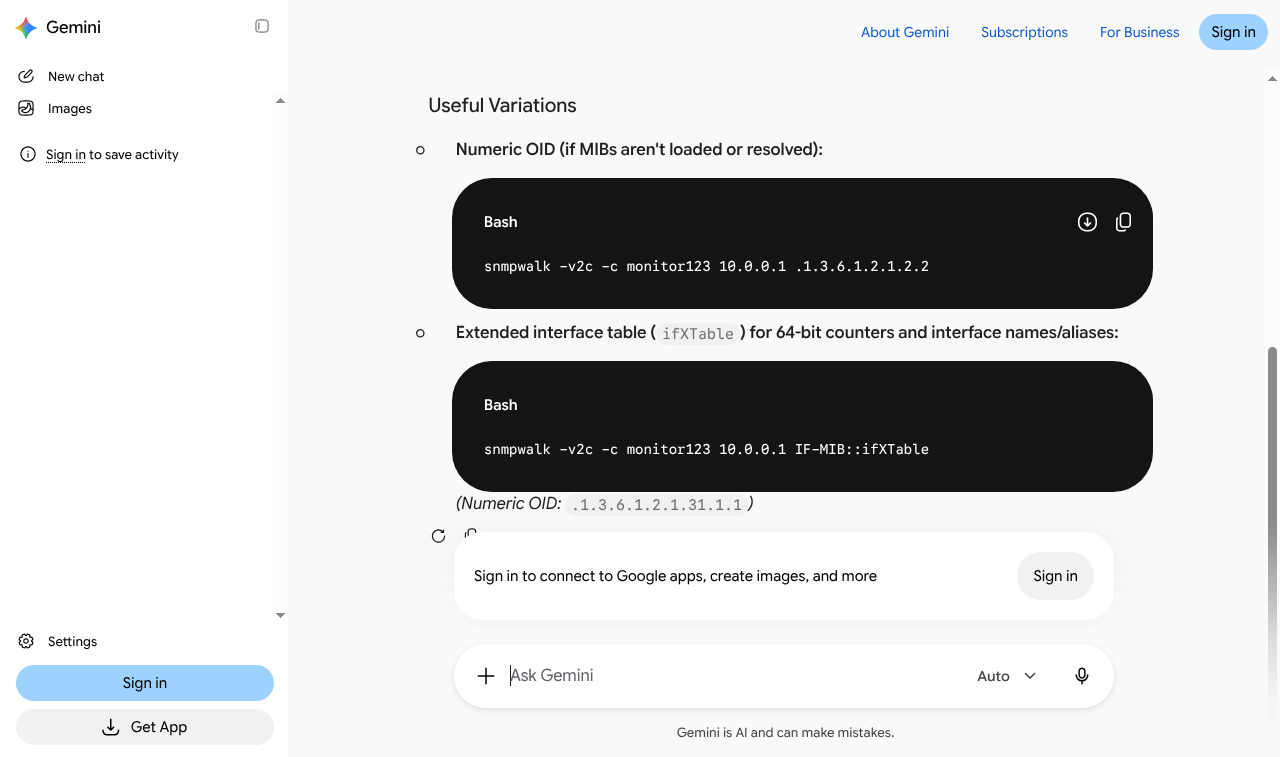 Gemini
New chat
Images
Sign in to save activity
Settings
Sign in
Get App
About Gemini
Subscriptions
For Business
Sign in
Useful Variations
Numeric OID (if MIBs aren't loaded or resolved):
Bash
snmpwalk -v2c -c monitor123 10.0.0.1 .1.3.6.1.2.1.2.2
Extended interface table ( ifXTable ) for 64-bit counters and interface names/aliases:
Bash
snmpwalk -v2c -c monitor123 10.0.0.1 IF-MIB::ifXTable
(Numeric OID: .1.3.6.1.2.1.31.1.1 )
Sign in to connect to Google apps, create images, and more
Sign in
Ask Gemini
Auto
Gemini is AI and can make mistakes.